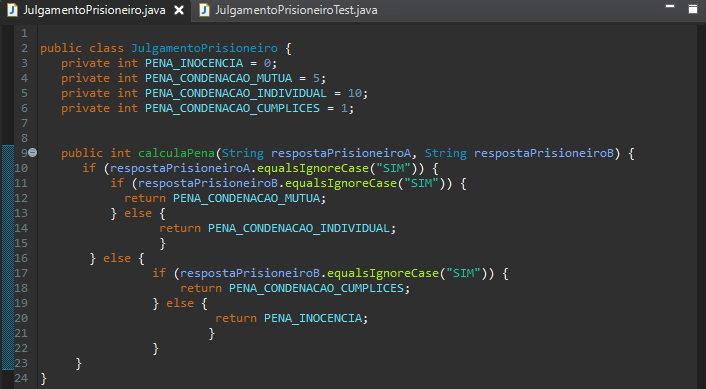 JulgamentoPrisioneiro.java JulgamentoPrisioneiroTest.java
1
2 public class JulgamentoPrisioneiro {
3 private int PENA_INOCENCIA = 0;
4 private int PENA_CONDENACAO_MUTUA = 5;
5 private int PENA_CONDENACAO_INDIVIDUAL = 10;
6 private int PENA_CONDENACAO_CUMPLICES = 1;
7
8
9 public int calculaPena(String respostaPrisioneiroA, String respostaPrisioneiroB) {
10 if (respostaPrisioneiroA.equalsIgnoreCase("SIM")) {
11 if (respostaPrisioneiroB.equalsIgnoreCase("SIM")) {
12 return PENA_CONDENACAO_MUTUA;
13 } else {
14 return PENA_CONDENACAO_INDIVIDUAL;
15 }
16 } else {
17 if (respostaPrisioneiroB.equalsIgnoreCase("SIM")) {
18 return PENA_CONDENACAO_CUMPLICES;
19 } else {
20 return PENA_INOCENCIA;
21 }
22 }
23 }
24 }